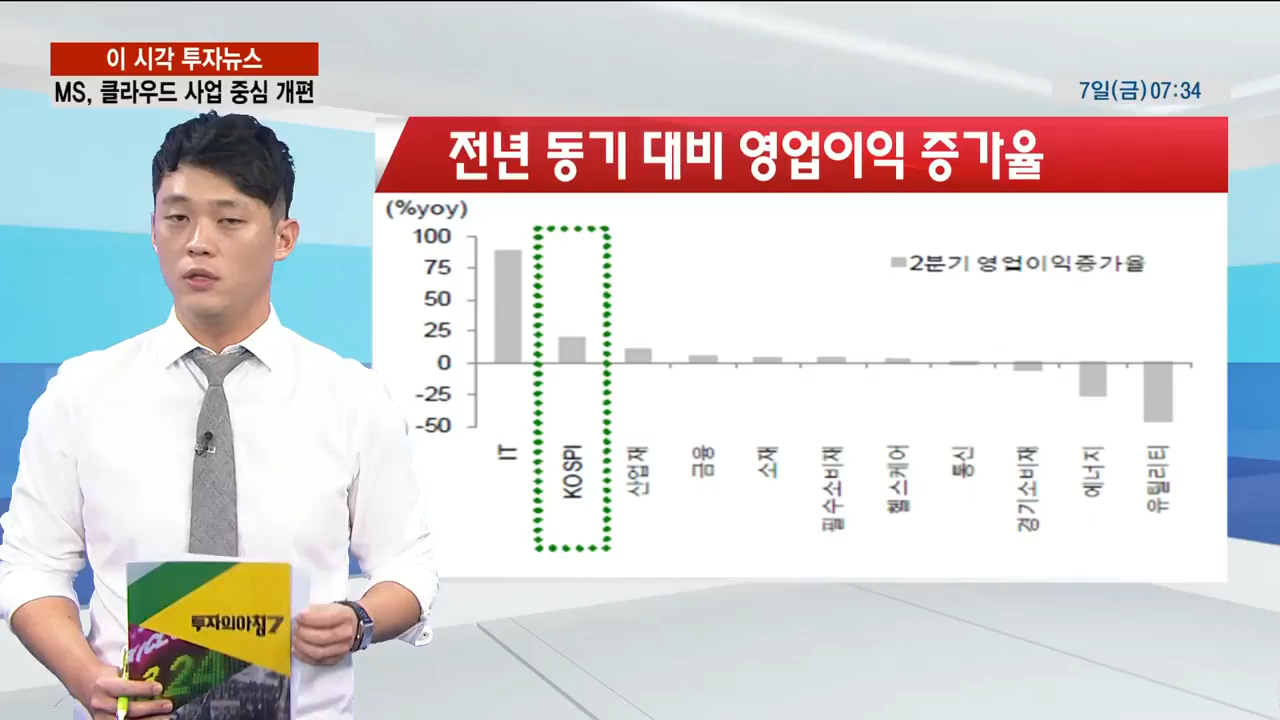 이 시각 투자뉴스
MS, 클라우드 사업 중심 개편
7일(금)07:34
전년 동기 대비 영업이익 증가율
(%yoy)
100
75
50
25
0
-25
-50
2분기 영업이익증가율
IT
KOSPI
산업재
금융
소재
필수소비재
헬스케어
통신
경기소비재
에너지
유틸리티
투자의아침7
324